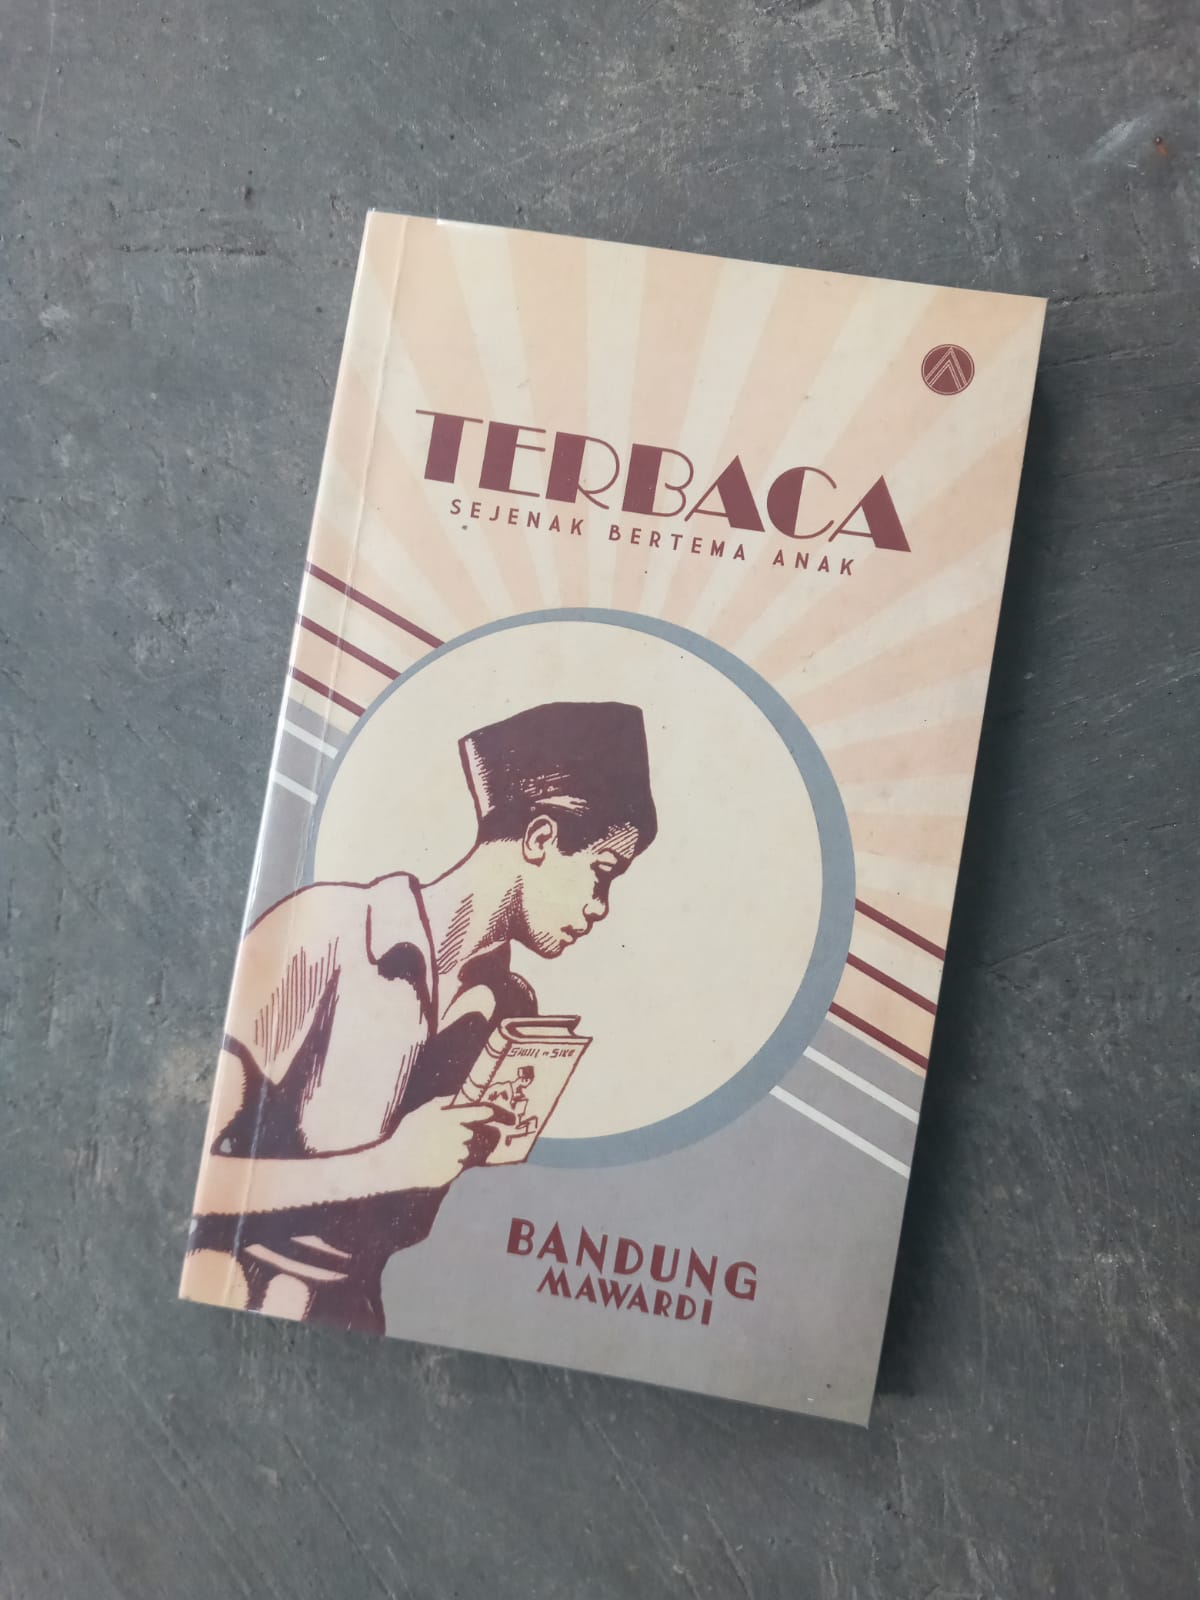 TERBACA
SEJENAK BERTEMA ANAK
BANDUNG
MAWARDI